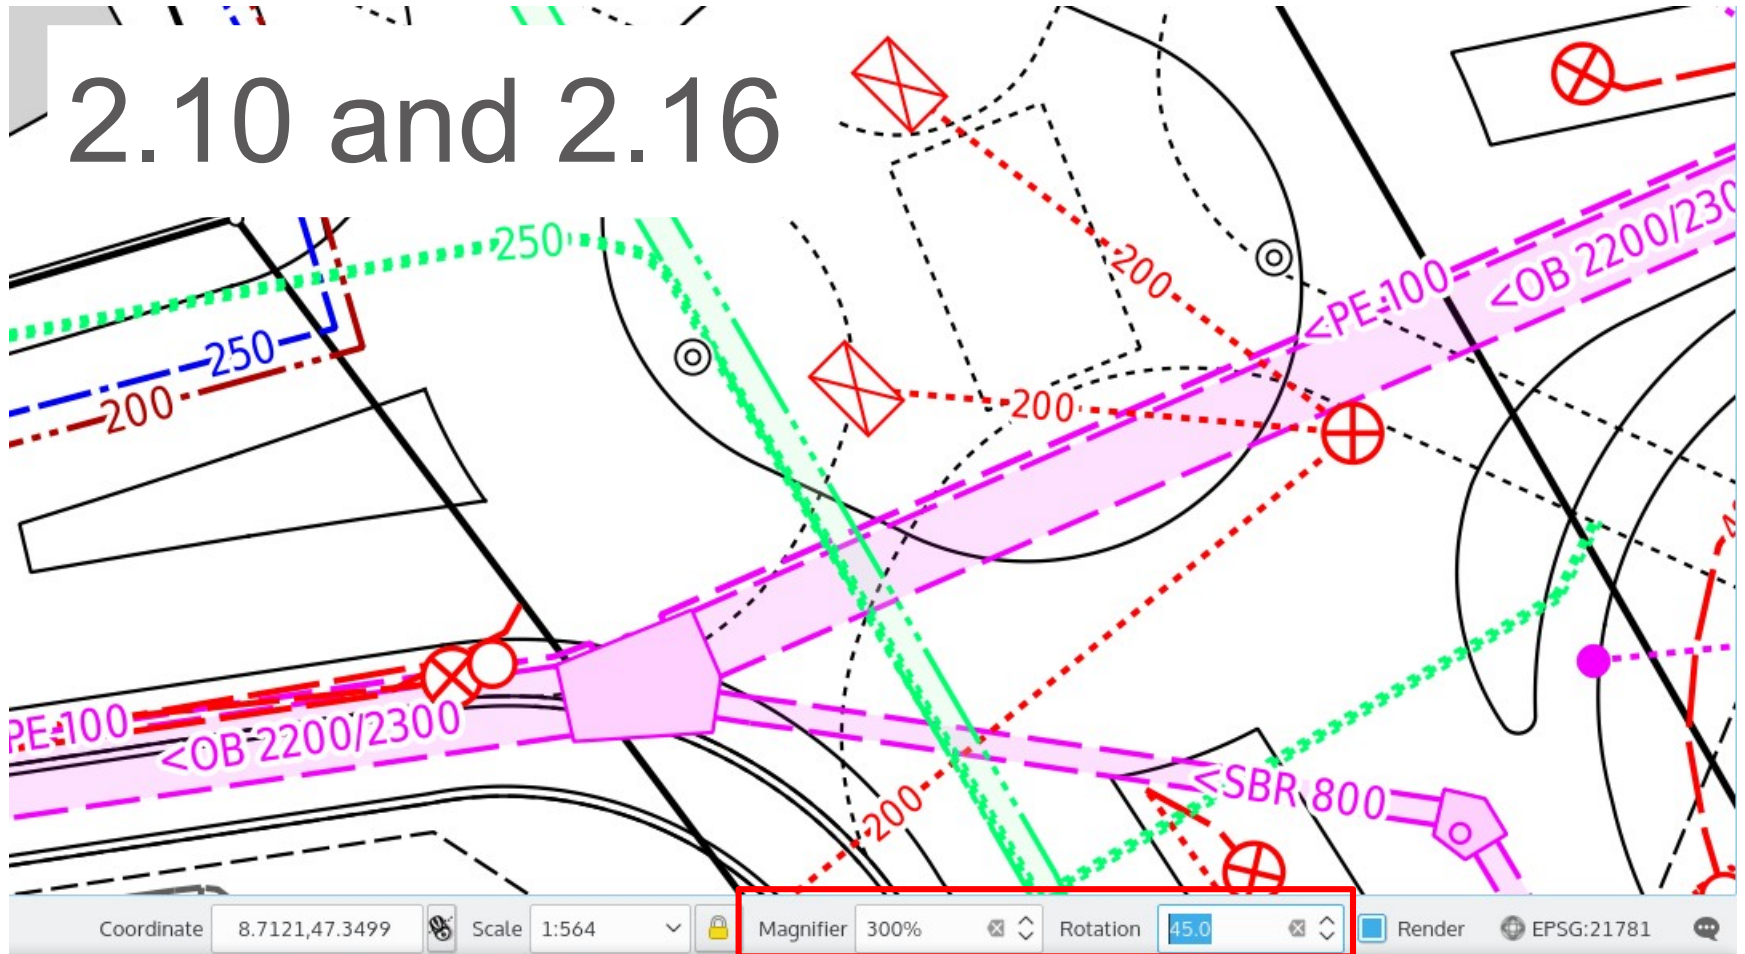 2.10 and 2.16
250
<OB 2200/230
200
<PE-100
250
200
200
PE-100
<OB 2200/2300
<SBR 800
200
Coordinate 8.7121,47.3499 Scale 1:564 Magnifier 300% Rotation 45.0 Render EPSG:21781